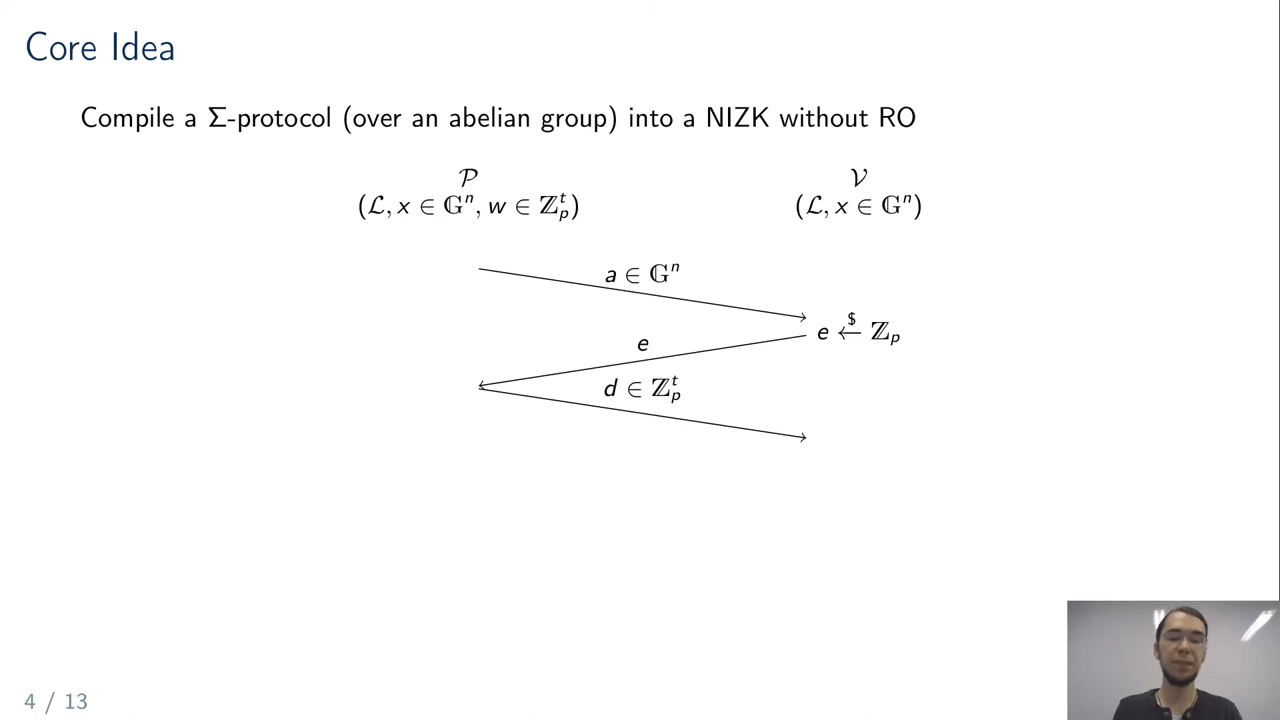 Core Idea
Compile a Σ-protocol (over an abelian group) into a NIZK without RO
𝒫 𝒱
(ℒ, x ∈ 𝔾ⁿ, w ∈ ℤₚᵗ) (ℒ, x ∈ 𝔾ⁿ)
a ∈ 𝔾ⁿ
e ←$ ℤₚ
e
d ∈ ℤₚᵗ
4 / 13